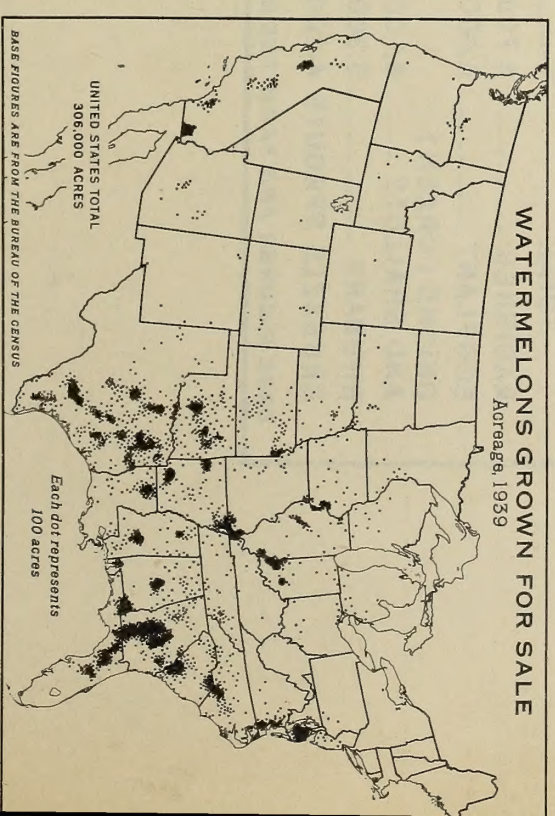 WATERMELONS GROWN FOR SALE
Acreage, 1939
UNITED STATES TOTAL
306,000 ACRES
Each dot represents
100 acres
BASE FIGURES ARE FROM THE BUREAU OF THE CENSUS